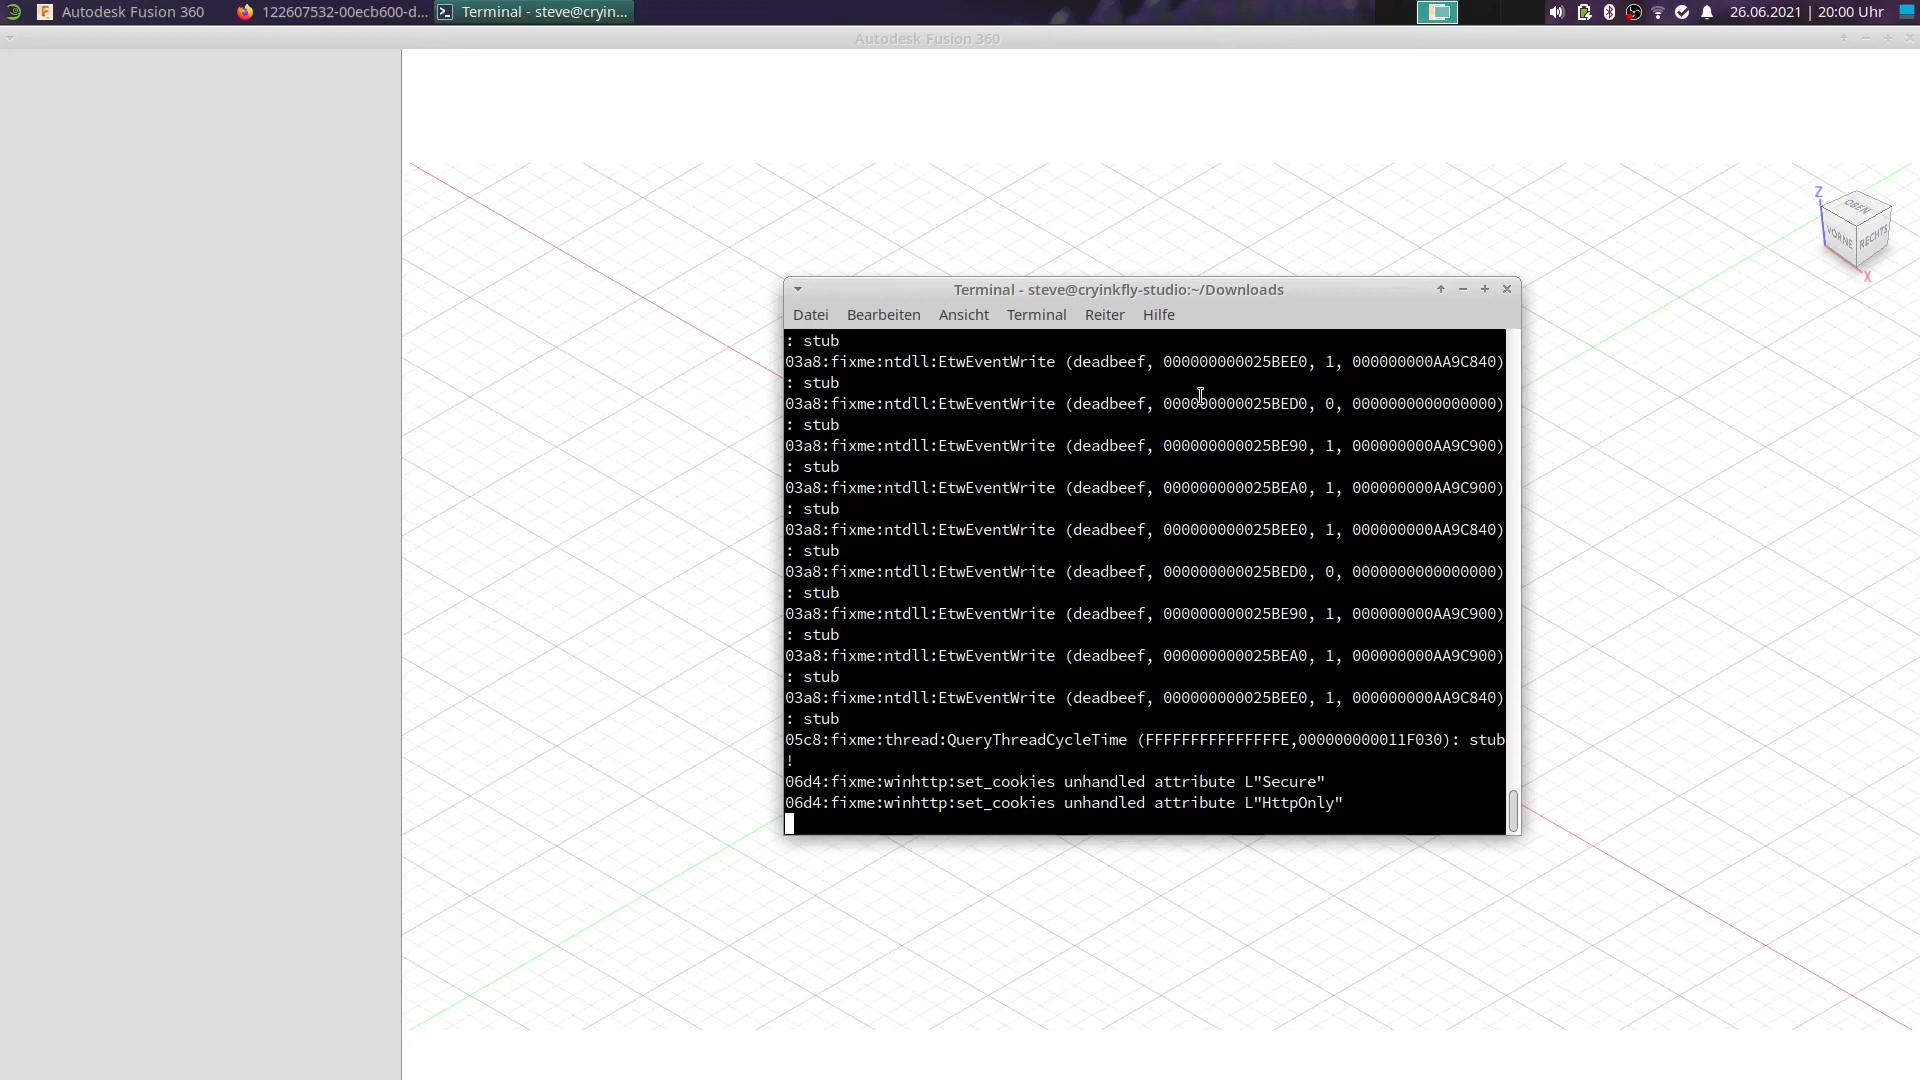 Autodesk Fusion 360
122607532-00ecb600-d...
Terminal - steve@cryin...
26.06.2021 | 20:00 Uhr
Autodesk Fusion 360
Z
OBEN
VORNE
RECHTS
X
Terminal - steve@cryinkfly-studio:~/Downloads
Datei Bearbeiten Ansicht Terminal Reiter Hilfe
: stub
03a8:fixme:ntdll:EtwEventWrite (deadbeef, 000000000025BEE0, 1, 000000000AA9C840)
: stub
03a8:fixme:ntdll:EtwEventWrite (deadbeef, 000000000025BED0, 0, 0000000000000000)
: stub
03a8:fixme:ntdll:EtwEventWrite (deadbeef, 000000000025BE90, 1, 000000000AA9C900)
: stub
03a8:fixme:ntdll:EtwEventWrite (deadbeef, 000000000025BEA0, 1, 000000000AA9C900)
: stub
03a8:fixme:ntdll:EtwEventWrite (deadbeef, 000000000025BEE0, 1, 000000000AA9C840)
: stub
03a8:fixme:ntdll:EtwEventWrite (deadbeef, 000000000025BED0, 0, 0000000000000000)
: stub
03a8:fixme:ntdll:EtwEventWrite (deadbeef, 000000000025BE90, 1, 000000000AA9C900)
: stub
03a8:fixme:ntdll:EtwEventWrite (deadbeef, 000000000025BEA0, 1, 000000000AA9C900)
: stub
03a8:fixme:ntdll:EtwEventWrite (deadbeef, 000000000025BEE0, 1, 000000000AA9C840)
: stub
05c8:fixme:thread:QueryThreadCycleTime (FFFFFFFFFFFFFFFE,000000000011F030): stub
!
06d4:fixme:winhttp:set_cookies unhandled attribute L"Secure"
06d4:fixme:winhttp:set_cookies unhandled attribute L"HttpOnly"